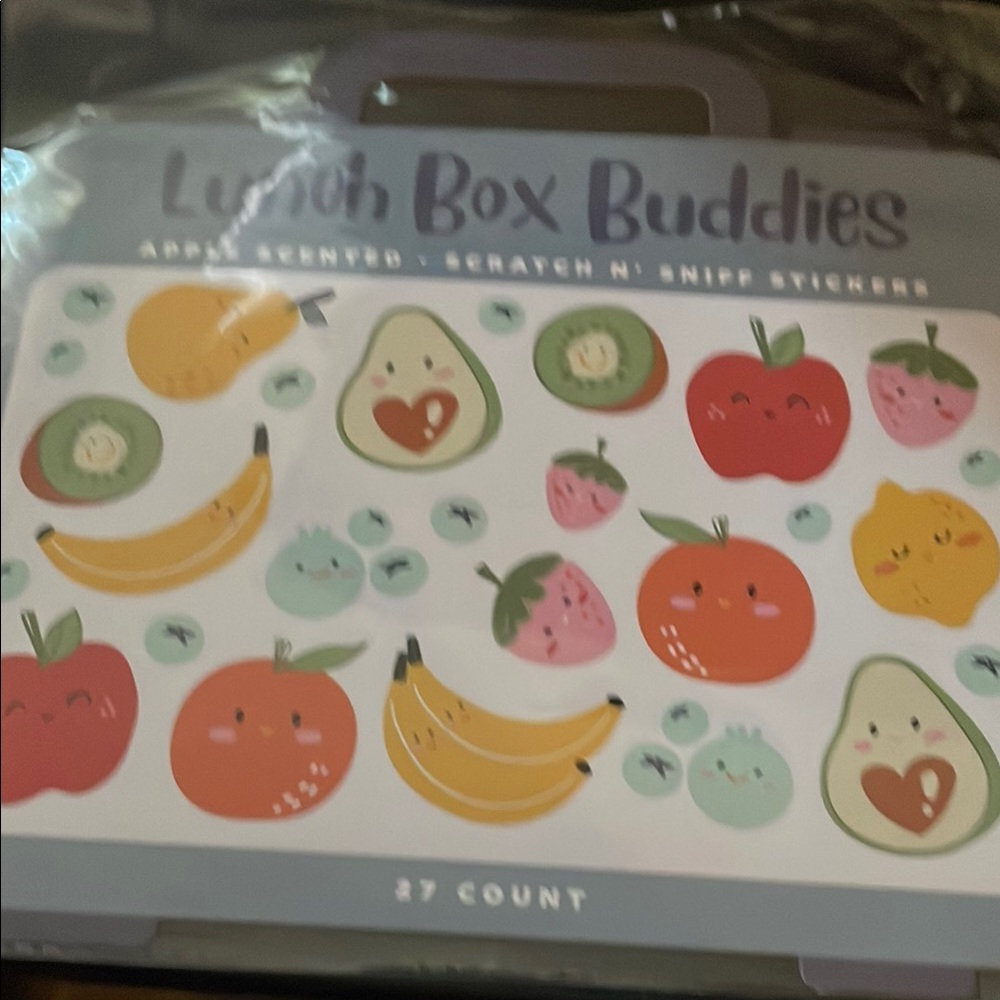 Lunch Box Buddies
APPLE SCENTED · SCRATCH N' SNIFF STICKERS
27 COUNT